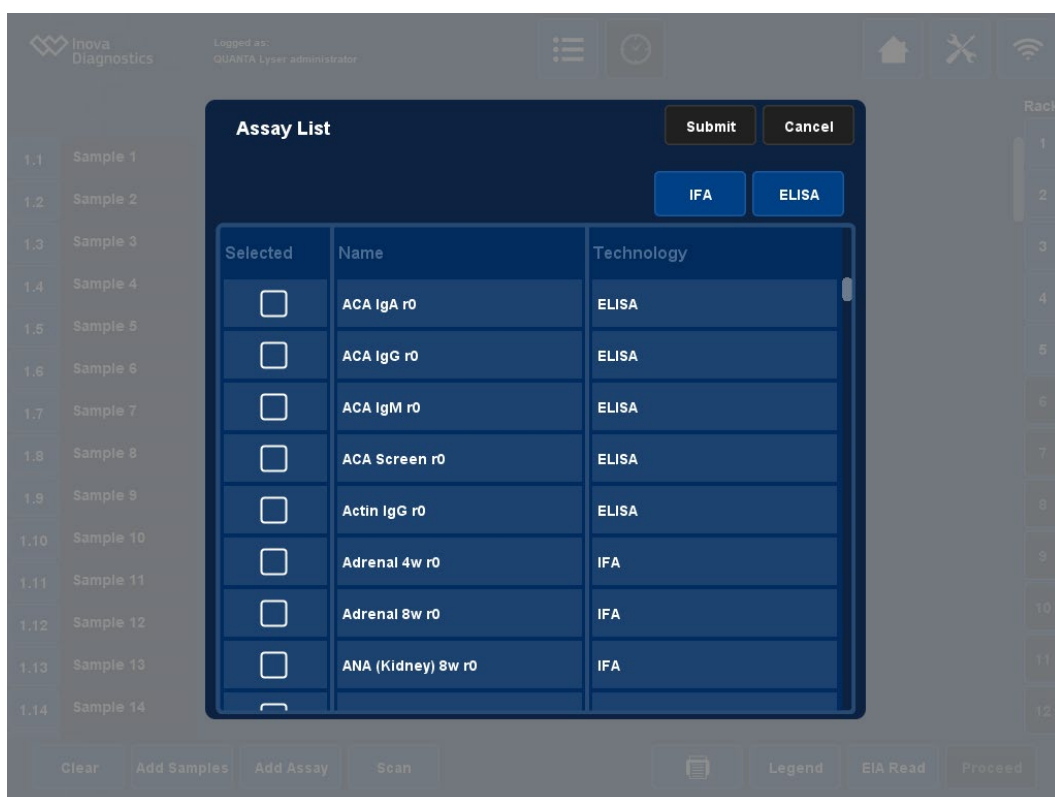 Inova
Diagnostics
Logged as:
QUANTA Lyser administrator
Rack
Assay List
Submit
Cancel
IFA
ELISA
Selected Name Technology
ACA IgA r0 ELISA
ACA IgG r0 ELISA
ACA IgM r0 ELISA
ACA Screen r0 ELISA
Actin IgG r0 ELISA
Adrenal 4w r0 IFA
Adrenal 8w r0 IFA
ANA (Kidney) 8w r0 IFA
1.1 Sample 1
1.2 Sample 2
1.3 Sample 3
1.4 Sample 4
1.5 Sample 5
1.6 Sample 6
1.7 Sample 7
1.8 Sample 8
1.9 Sample 9
1.10 Sample 10
1.11 Sample 11
1.12 Sample 12
1.13 Sample 13
1.14 Sample 14
1
2
3
4
5
6
7
8
9
10
11
12
Clear
Add Samples
Add Assay
Scan
Legend
EIA Read
Proceed